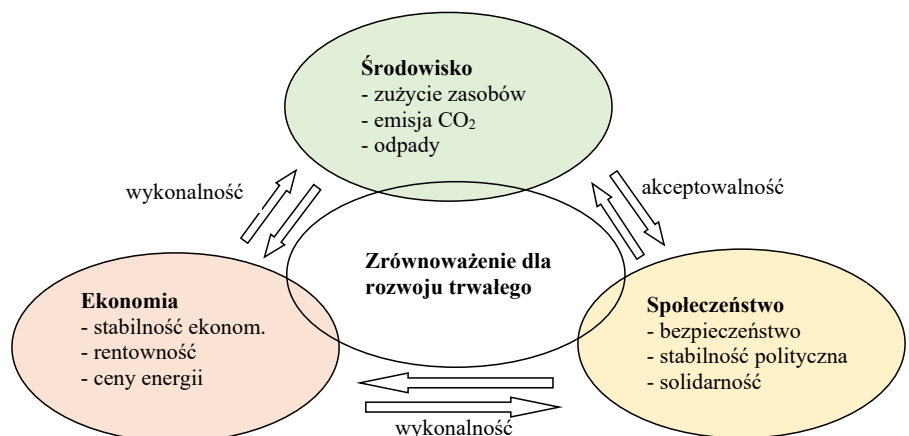 Środowisko
- zużycie zasobów
- emisja CO₂
- odpady
wykonalność
akceptowalność
Zrównoważenie dla
rozwoju trwałego
Ekonomia
- stabilność ekonom.
- rentowność
- ceny energii
Społeczeństwo
- bezpieczeństwo
- stabilność polityczna
- solidarność
wykonalność